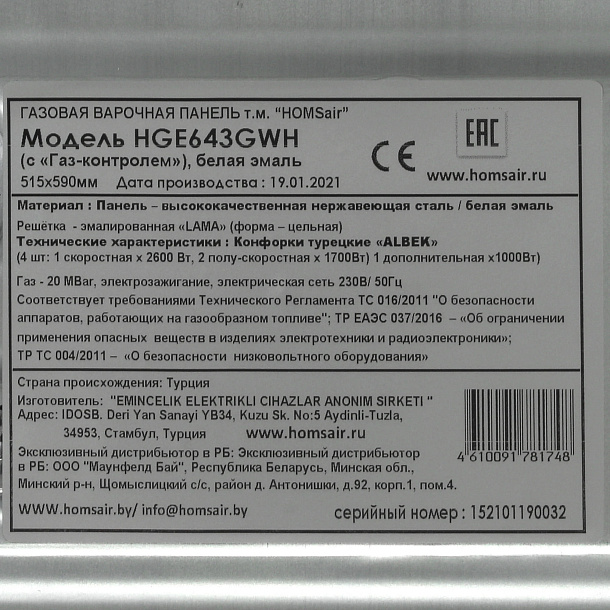 ГАЗОВАЯ ВАРОЧНАЯ ПАНЕЛЬ т.м. "HOMSair"
Модель HGE643GWH
(с «Газ-контролем»), белая эмаль
515x590мм Дата производства : 19.01.2021
CE
EAC
www.homsair.ru
Материал : Панель – высококачественная нержавеющая сталь / белая эмаль
Решётка - эмалированная «LAMA» (форма – цельная)
Технические характеристики : Конфорки турецкие «ALBEK»
(4 шт: 1 скоростная x 2600 Вт, 2 полу-скоростная x 1700Вт) 1 дополнительная x1000Вт)
Газ - 20 MBar, электрозажигание, электрическая сеть 230В/ 50Гц
Соответствует требованиями Технического Регламента ТС 016/2011 "О безопасности
аппаратов, работающих на газообразном топливе"; ТР ЕАЭС 037/2016 – «Об ограничении
применения опасных веществ в изделиях электротехники и радиоэлектроники»;
ТР ТС 004/2011 – «О безопасности низковольтного оборудования»
Страна происхождения: Турция
Изготовитель: "EMINCELIK ELEKTRIKLI CIHAZLAR ANONIM SIRKETI "
Адрес: IDOSB. Deri Yan Sanayi YB34, Kuzu Sk. No:5 Aydinli-Tuzla,
34953, Стамбул, Турция www.homsair.ru
Эксклюзивный дистрибьютор в РБ: Эксклюзивный дистрибьютор
в РБ: ООО "Маунфелд Бай", Республика Беларусь, Минская обл.,
Минский р-н, Щомыслицкий с/с, район д. Антонишки, д.92, корп.1, пом.4.
4610091781748
www.homsair.by/ info@homsair.by серийный номер : 152101190032